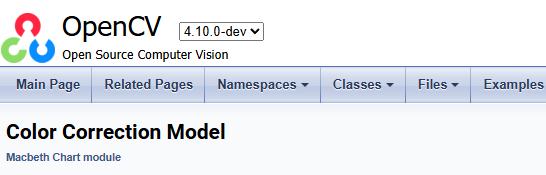 OpenCV 4.10.0-dev
Open Source Computer Vision
Main Page Related Pages Namespaces Classes Files Examples
Color Correction Model
Macbeth Chart module